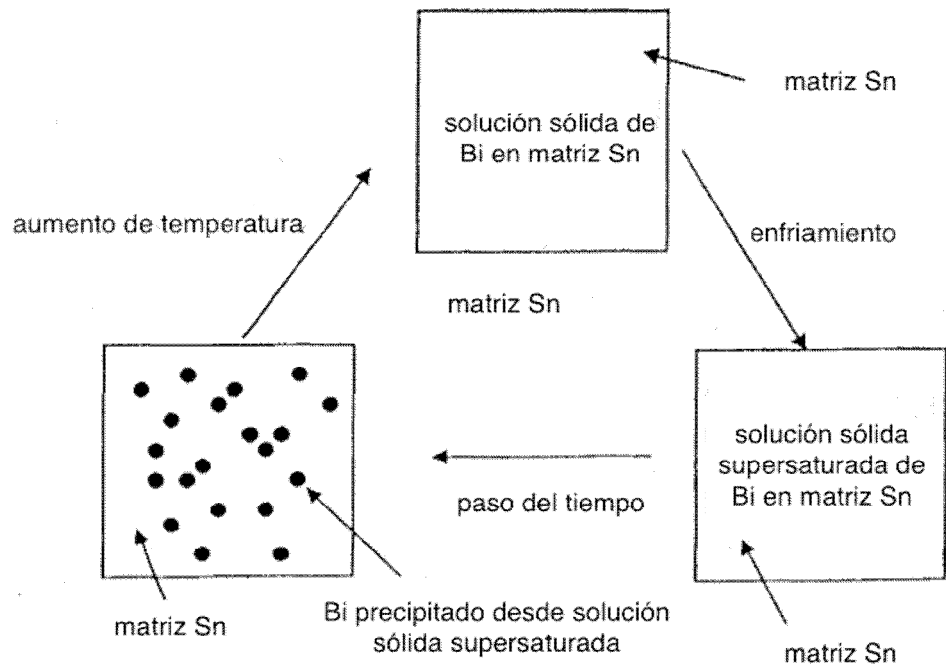 matriz Sn
solución sólida de
Bi en matriz Sn
aumento de temperatura
enfriamiento
matriz Sn
solución sólida
supersaturada de
Bi en matriz Sn
paso del tiempo
matriz Sn
Bi precipitado desde solución
sólida supersaturada
matriz Sn